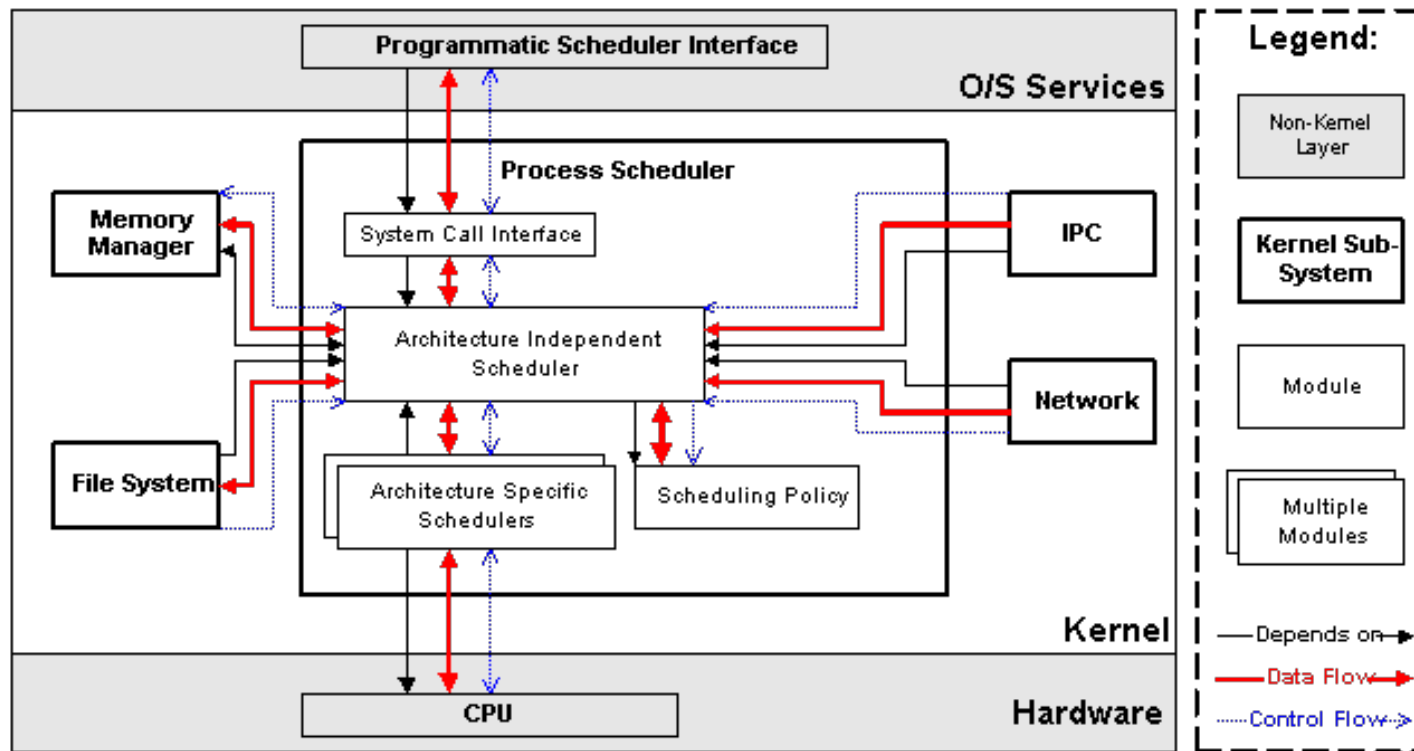 Programmatic Scheduler Interface
O/S Services
Process Scheduler
Memory
Manager
System Call Interface
IPC
Architecture Independent
Scheduler
Network
File System
Architecture Specific
Schedulers
Scheduling Policy
Kernel
CPU
Hardware
Legend:
Non-Kernel
Layer
Kernel Sub-
System
Module
Multiple
Modules
Depends on
Data Flow
Control Flow